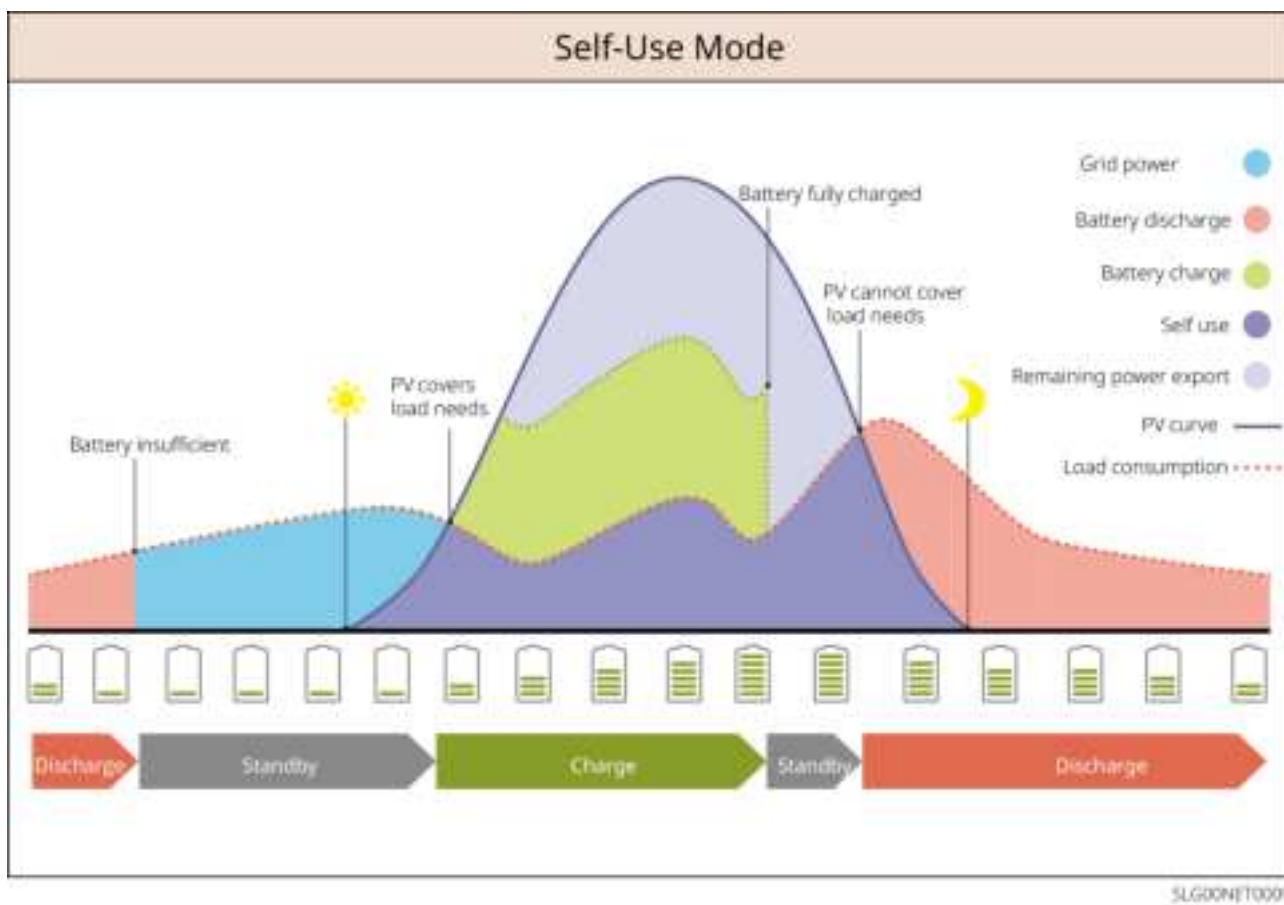 Self-Use Mode
Grid power
Battery discharge
Battery charge
Self use
Remaining power export
PV curve
Load consumption
Battery fully charged
PV cannot cover
load needs
PV covers
load needs
Battery insufficient
Discharge
Standby
Charge
Standby
Discharge